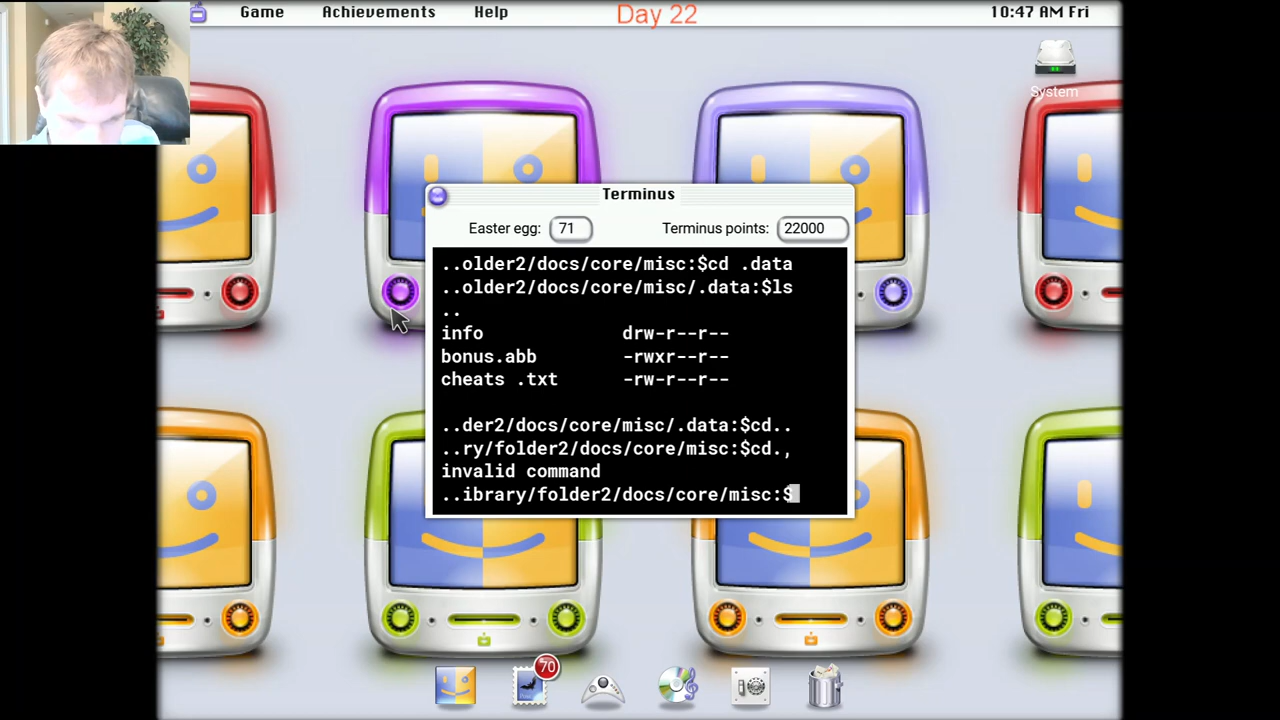 Game Achievements Help Day 22 10:47 AM Fri
System
Terminus
Easter egg: 71 Terminus points: 22000
..older2/docs/core/misc:$cd .data
..older2/docs/core/misc/.data:$ls
..
info drw-r--r--
bonus.abb -rwxr--r--
cheats .txt -rw-r--r--
..der2/docs/core/misc/.data:$cd..
..ry/folder2/docs/core/misc:$cd.,
invalid command
..ibrary/folder2/docs/core/misc:$
70